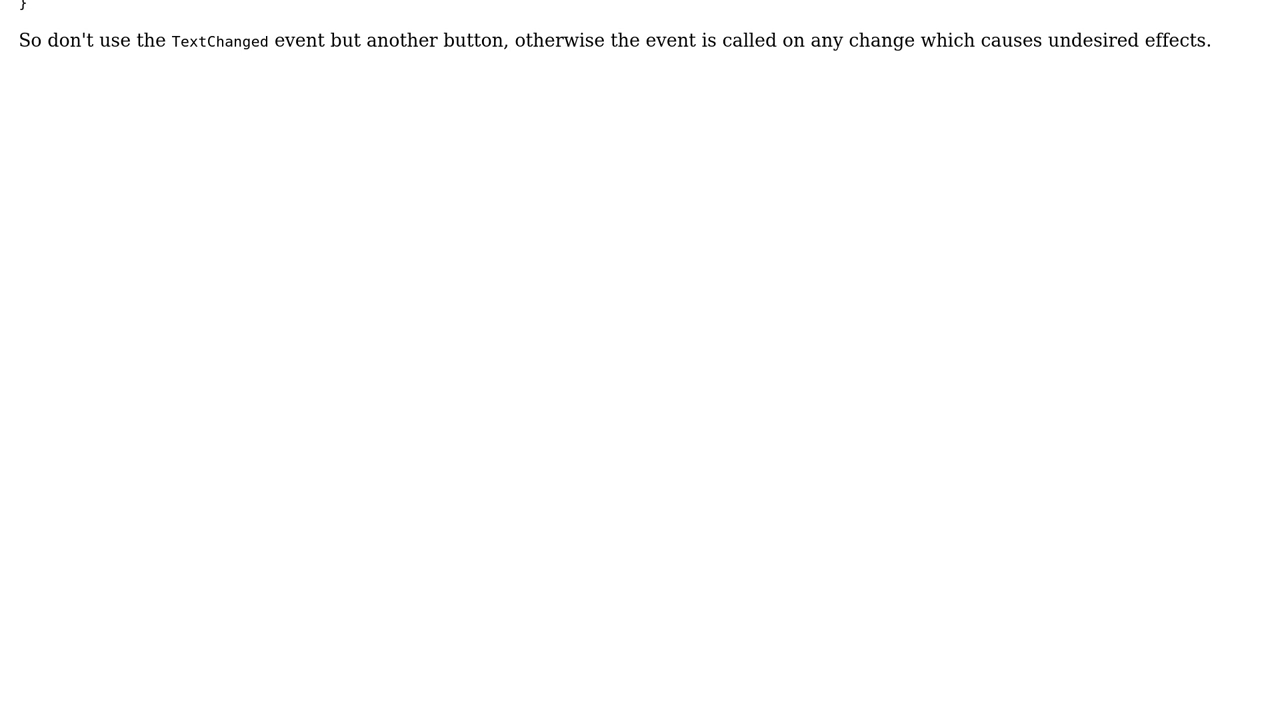 }
So don't use the TextChanged event but another button, otherwise the event is called on any change which causes undesired effects.